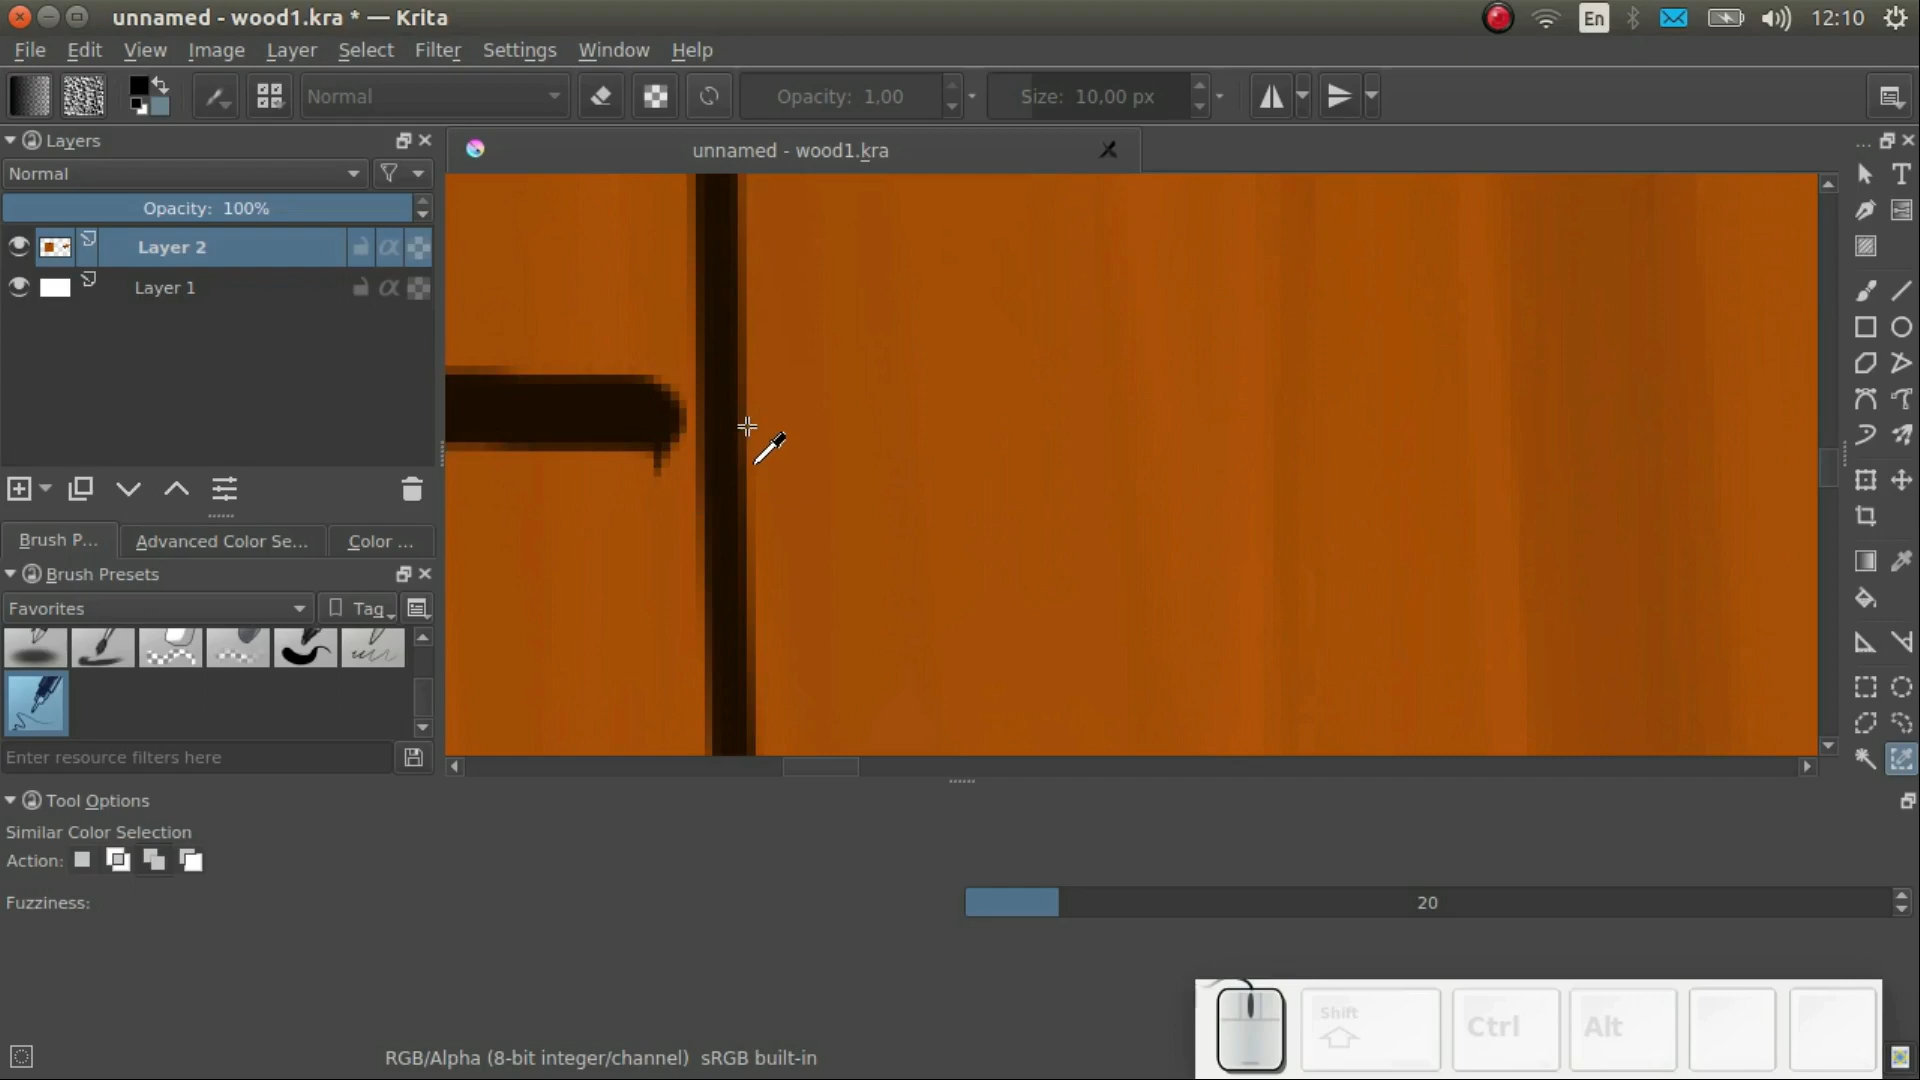 unnamed - wood1.kra * — Krita
En
12:10
File Edit View Image Layer Select Filter Settings Window Help
Normal
Opacity: 1,00
Size: 10,00 px
Layers
unnamed - wood1.kra
Normal
Opacity: 100%
Layer 2
Layer 1
Brush P... Advanced Color Se... Color ...
Brush Presets
Favorites
Tag
Enter resource filters here
Tool Options
Similar Color Selection
Action:
Fuzziness:
20
Shift
Ctrl
Alt
RGB/Alpha (8-bit integer/channel) sRGB built-in